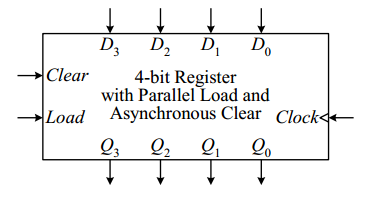 D3 D2 D1 D0
Clear
4-bit Register
with Parallel Load and
Load
Asynchronous Clear
Clock
Q3 Q2 Q1 Q0